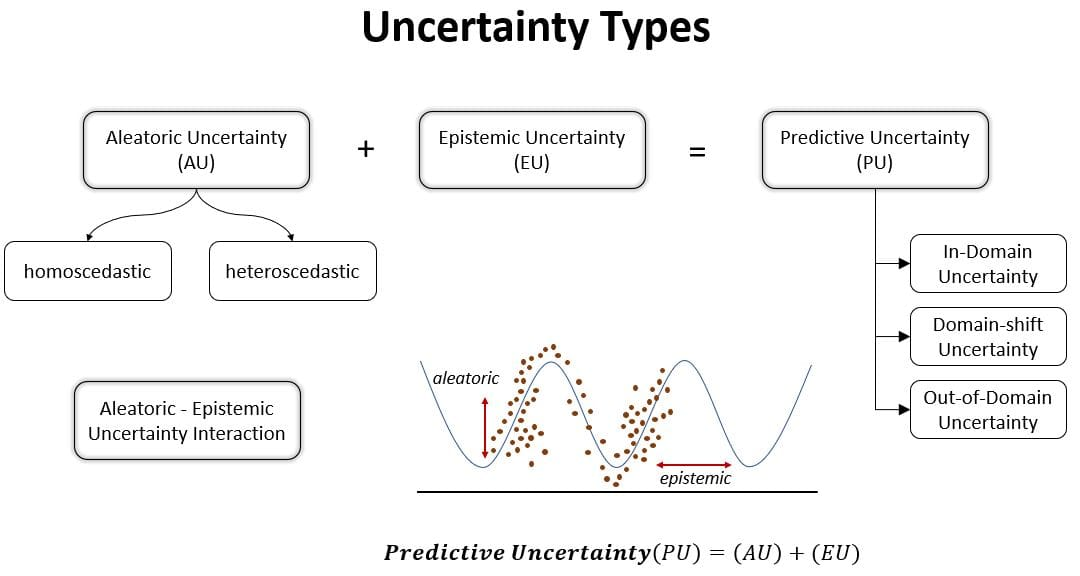 Uncertainty Types
Aleatoric Uncertainty
(AU)
+
Epistemic Uncertainty
(EU)
=
Predictive Uncertainty
(PU)
homoscedastic
heteroscedastic
In-Domain
Uncertainty
Domain-shift
Uncertainty
Out-of-Domain
Uncertainty
Aleatoric - Epistemic
Uncertainty Interaction
aleatoric
epistemic
Predictive Uncertainty(PU) = (AU) + (EU)